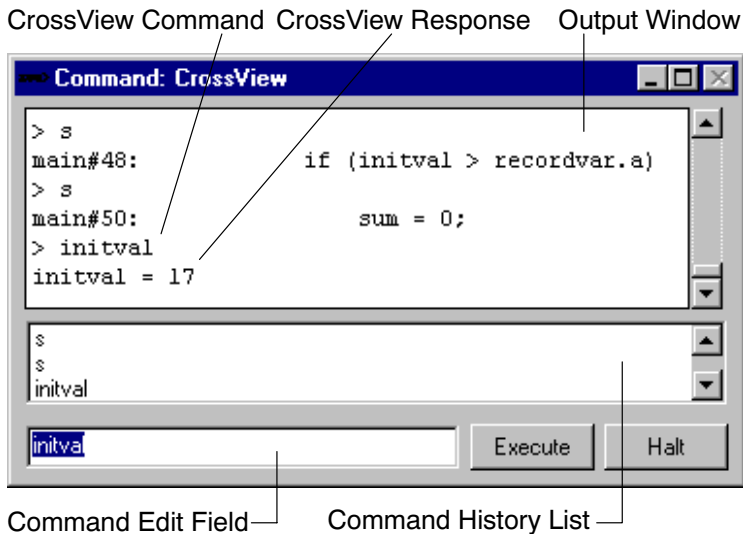 CrossView Command CrossView Response Output Window
Command: CrossView
> s
main#48: if (initval > recordvar.a)
> s
main#50: sum = 0;
> initval
initval = 17
s
s
initval
initval Execute Halt
Command Edit Field Command History List